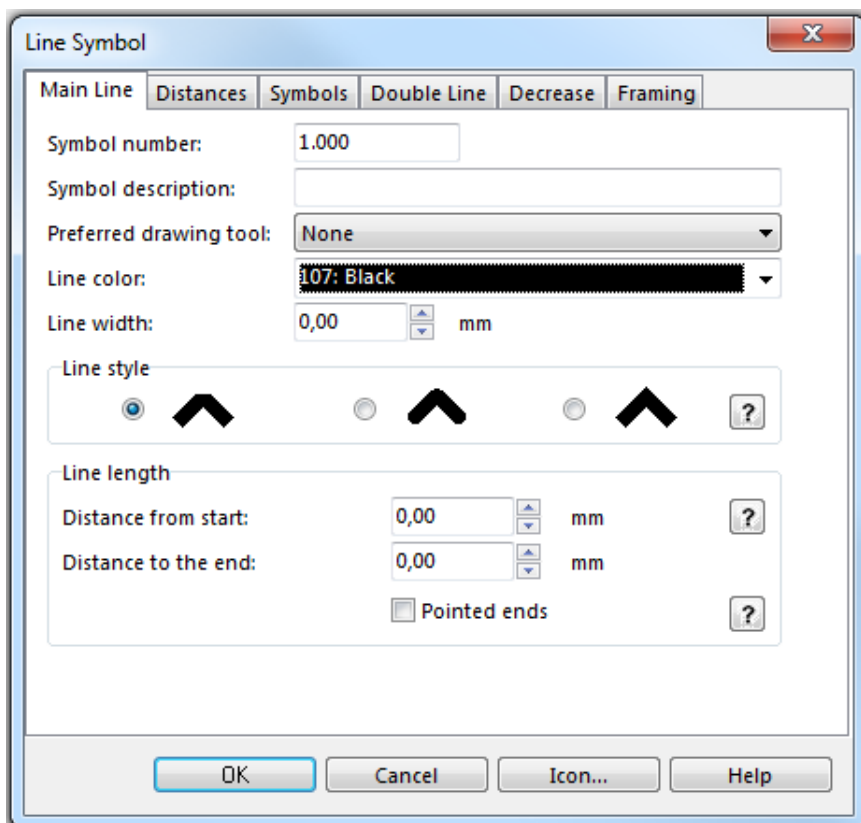 Line Symbol
Main Line Distances Symbols Double Line Decrease Framing
Symbol number: 1.000
Symbol description:
Preferred drawing tool: None
Line color: 107: Black
Line width: 0,00 mm
Line style
?
Line length
Distance from start: 0,00 mm ?
Distance to the end: 0,00 mm
Pointed ends ?
OK Cancel Icon... Help